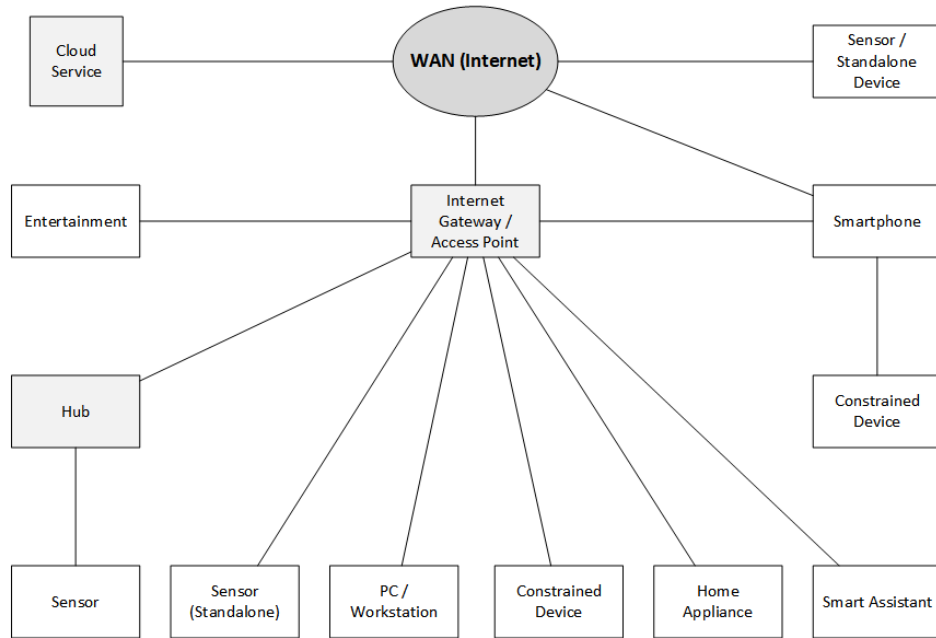 Cloud
Service
WAN (Internet)
Sensor /
Standalone
Device
Entertainment
Internet
Gateway /
Access Point
Smartphone
Hub
Constrained
Device
Sensor
Sensor
(Standalone)
PC /
Workstation
Constrained
Device
Home
Appliance
Smart Assistant